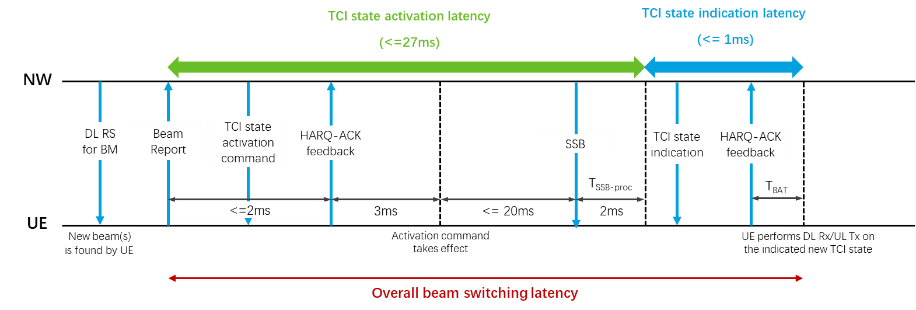 TCI state activation latency
(<=27ms)
TCI state indication latency
(<= 1ms)
NW
DL RS
for BM
Beam
Report
TCI state
activation
command
HARQ-ACK
feedback
SSB
TSSB-proc
TCI state
indication
HARQ-ACK
feedback
TBAT
<=2ms
3ms
<= 20ms
2ms
UE
New beam(s)
is found by UE
Activation command
takes effect
UE performs DL Rx/UL Tx on
the indicated new TCI state
Overall beam switching latency